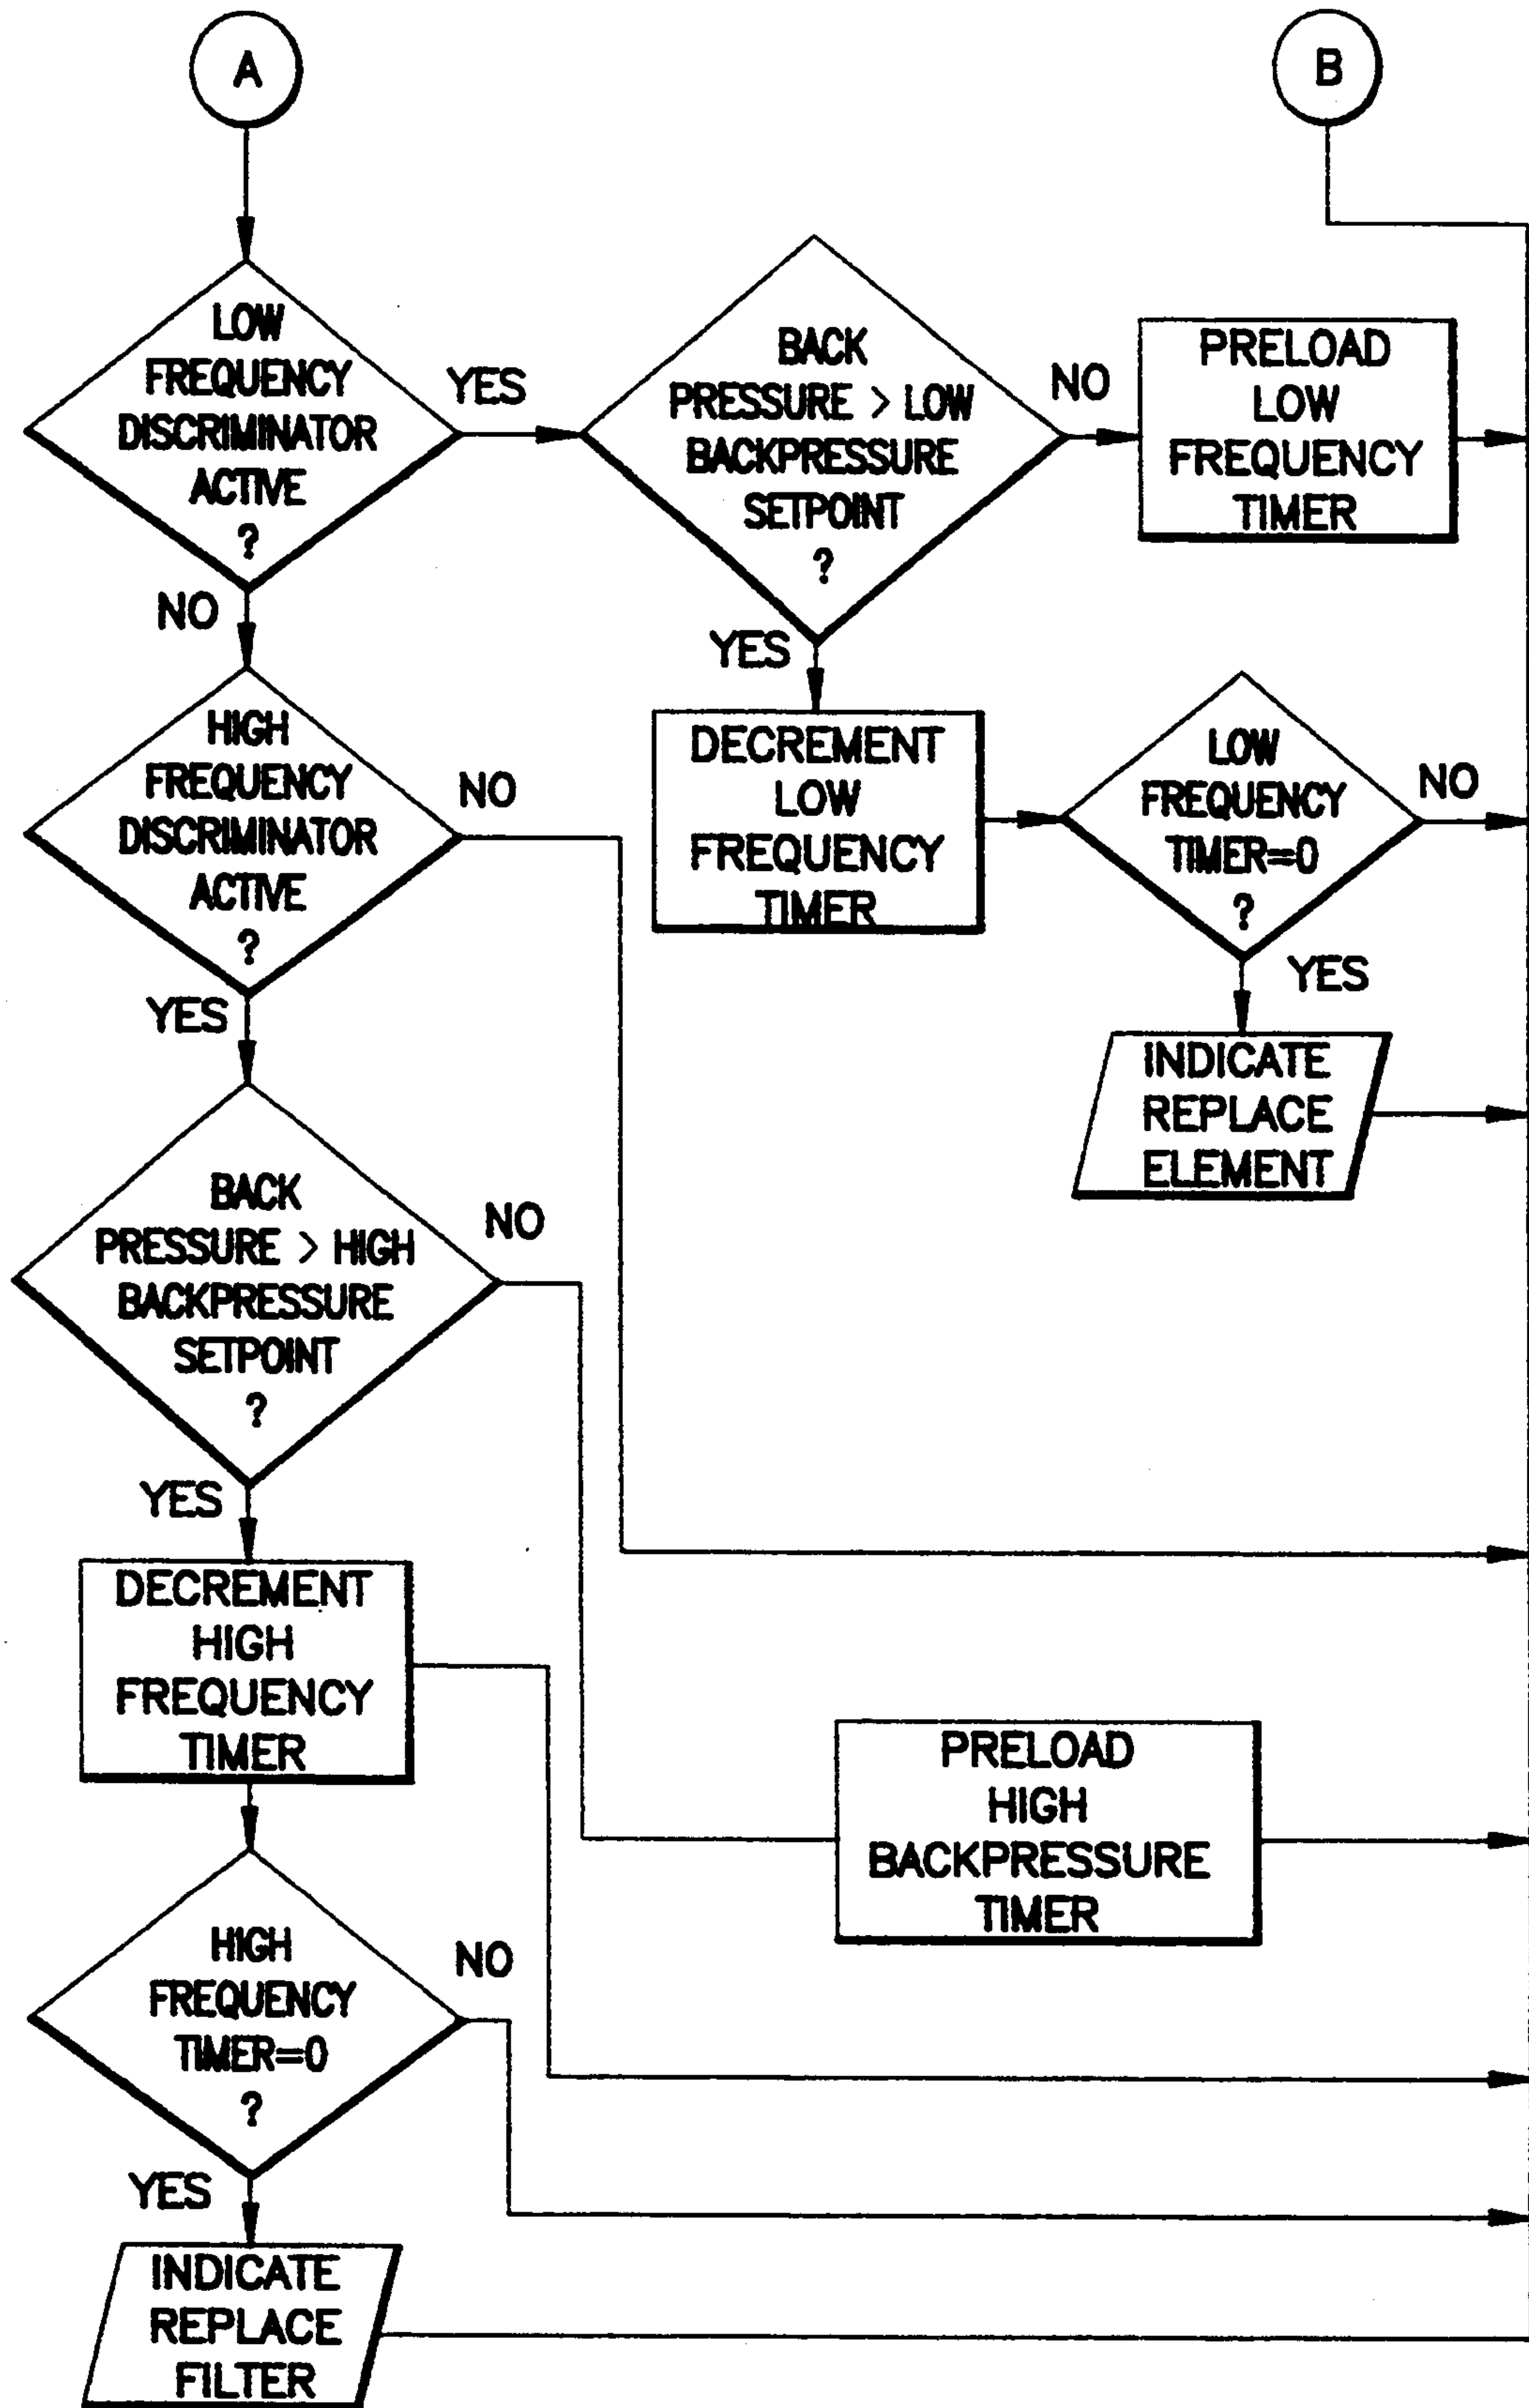 A
B
LOW
FREQUENCY
DISCRIMINATOR
ACTIVE
?
YES
NO
BACK
PRESSURE > LOW
BACKPRESSURE
SETPOINT
?
NO
YES
PRELOAD
LOW
FREQUENCY
TIMER
DECREMENT
LOW
FREQUENCY
TIMER
LOW
FREQUENCY
TIMER=0
?
NO
YES
INDICATE
REPLACE
ELEMENT
HIGH
FREQUENCY
DISCRIMINATOR
ACTIVE
?
NO
YES
BACK
PRESSURE > HIGH
BACKPRESSURE
SETPOINT
?
NO
YES
DECREMENT
HIGH
FREQUENCY
TIMER
PRELOAD
HIGH
BACKPRESSURE
TIMER
HIGH
FREQUENCY
TIMER=0
?
NO
YES
INDICATE
REPLACE
FILTER